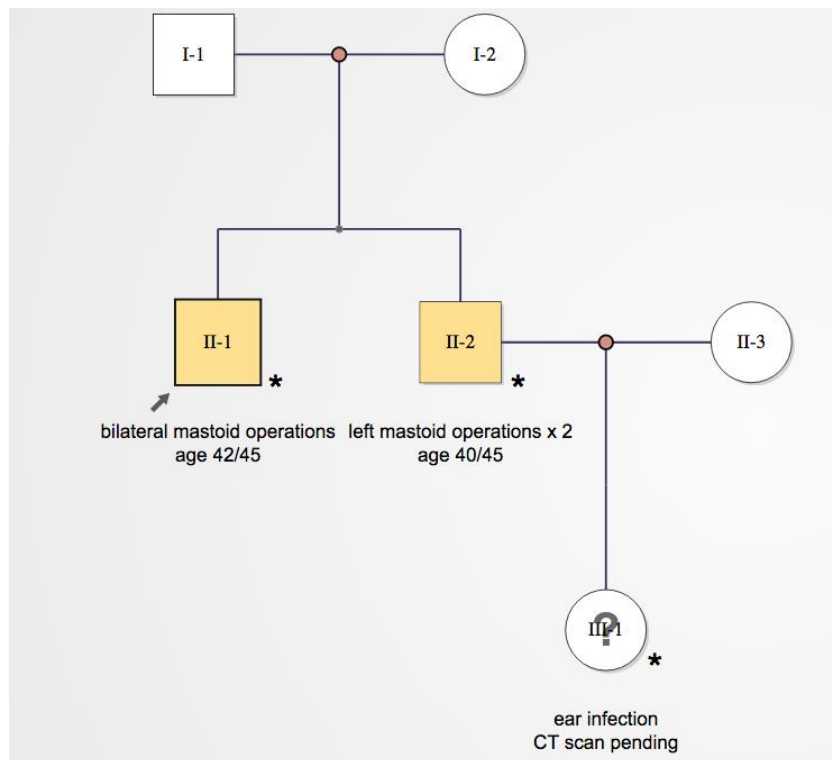 I-1
I-2
II-1
II-2
II-3
*
*
bilateral mastoid operations
age 42/45
left mastoid operations x 2
age 40/45
?
III-1
*
ear infection
CT scan pending